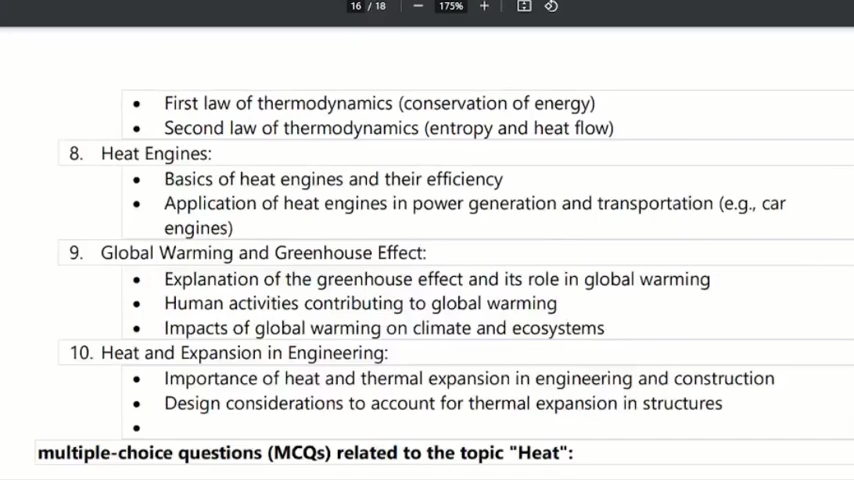 16 / 18 175%
• First law of thermodynamics (conservation of energy)
• Second law of thermodynamics (entropy and heat flow)
8. Heat Engines:
• Basics of heat engines and their efficiency
• Application of heat engines in power generation and transportation (e.g., car
engines)
9. Global Warming and Greenhouse Effect:
• Explanation of the greenhouse effect and its role in global warming
• Human activities contributing to global warming
• Impacts of global warming on climate and ecosystems
10. Heat and Expansion in Engineering:
• Importance of heat and thermal expansion in engineering and construction
• Design considerations to account for thermal expansion in structures
•
multiple-choice questions (MCQs) related to the topic "Heat":